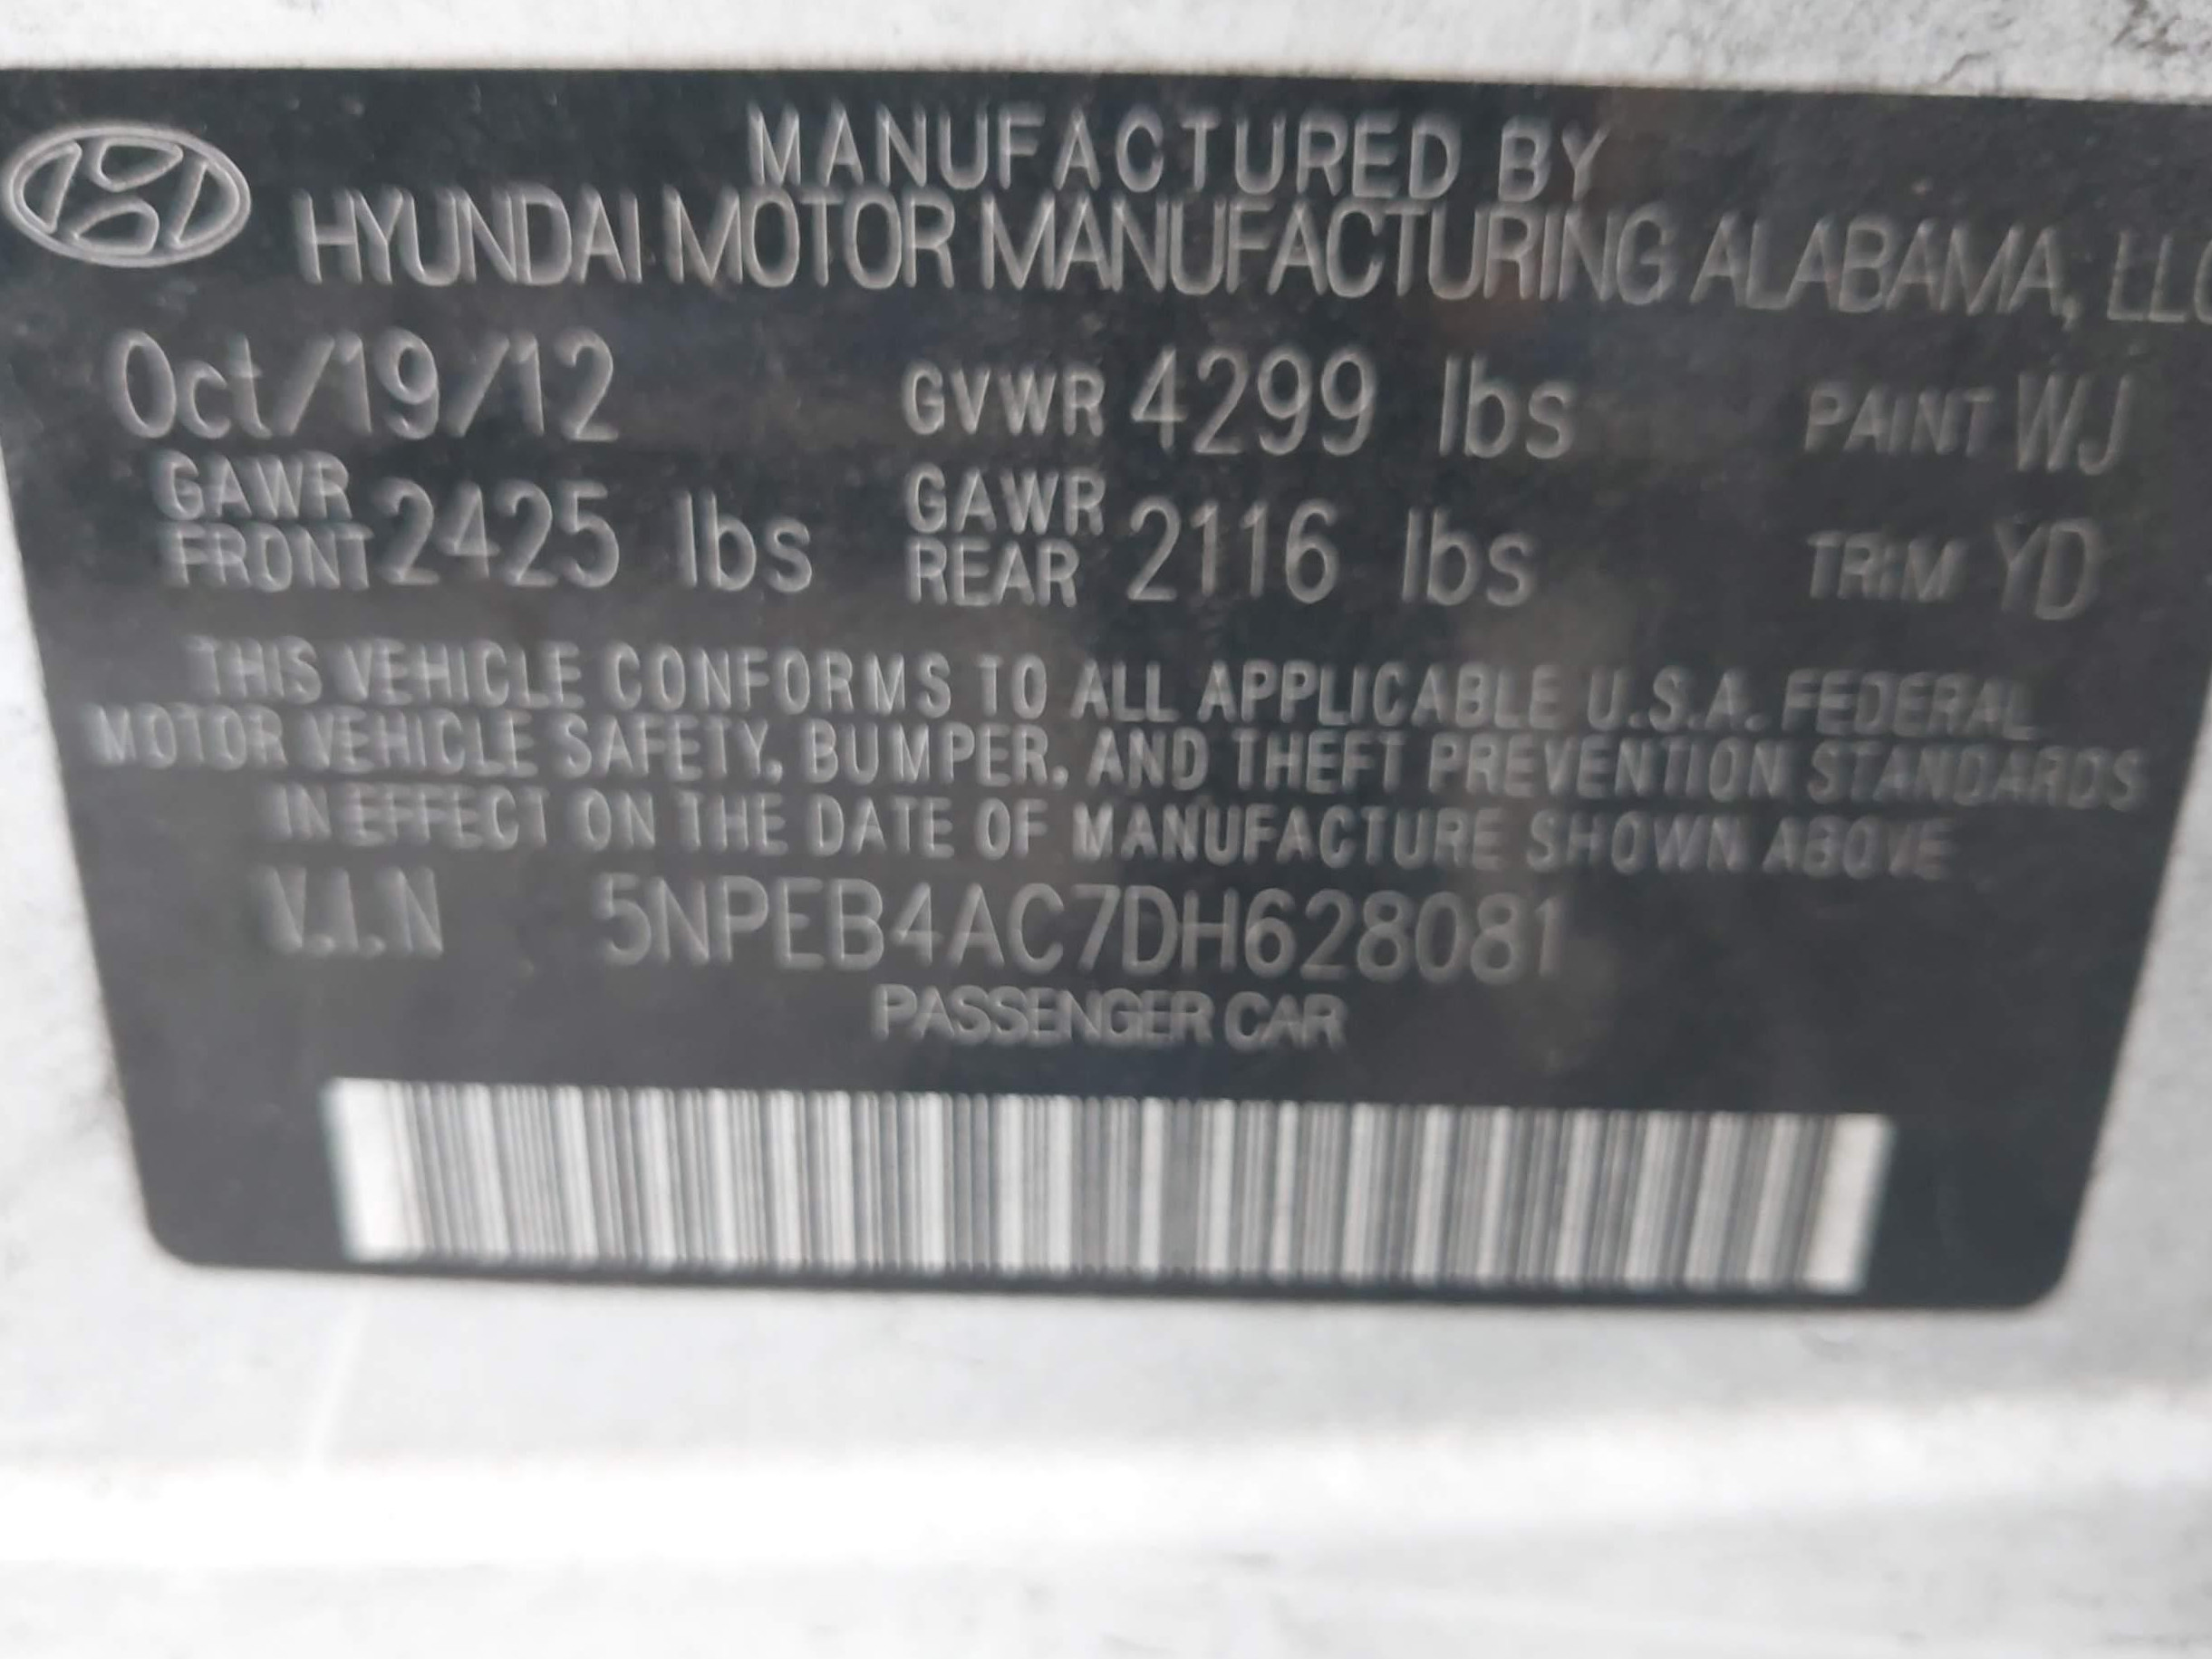 MANUFACTURED BY
HYUNDAI MOTOR MANUFACTURING ALABAMA, LLC
Oct/19/12 GVWR 4299 lbs PAINT WJ
GAWR FRONT 2425 lbs GAWR REAR 2116 lbs TRIM YD
THIS VEHICLE CONFORMS TO ALL APPLICABLE U.S.A. FEDERAL
MOTOR VEHICLE SAFETY, BUMPER, AND THEFT PREVENTION STANDARDS
IN EFFECT ON THE DATE OF MANUFACTURE SHOWN ABOVE
V.I.N 5NPEB4AC7DH628081
PASSENGER CAR